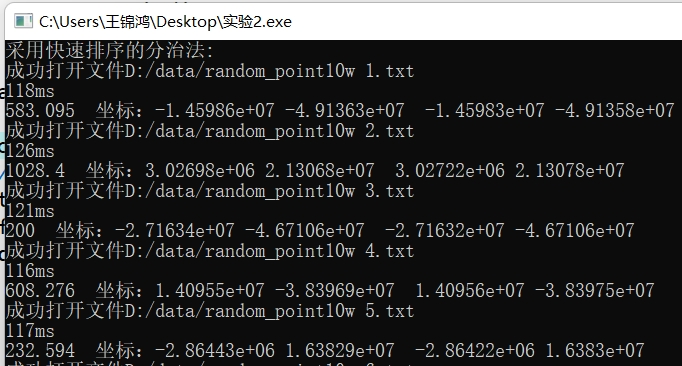 C:\Users\王锦鸿\Desktop\实验2.exe
采用快速排序的分治法:
成功打开文件D:/data/random_point10w 1.txt
118ms
583.095  坐标：-1.45986e+07 -4.91363e+07  -1.45983e+07 -4.91358e+07
成功打开文件D:/data/random_point10w 2.txt
126ms
1028.4  坐标：3.02698e+06 2.13068e+07  3.02722e+06 2.13078e+07
成功打开文件D:/data/random_point10w 3.txt
121ms
200  坐标：-2.71634e+07 -4.67106e+07  -2.71632e+07 -4.67106e+07
成功打开文件D:/data/random_point10w 4.txt
116ms
608.276  坐标：1.40955e+07 -3.83969e+07  1.40956e+07 -3.83975e+07
成功打开文件D:/data/random_point10w 5.txt
117ms
232.594  坐标：-2.86443e+06 1.63829e+07  -2.86422e+06 1.6383e+07